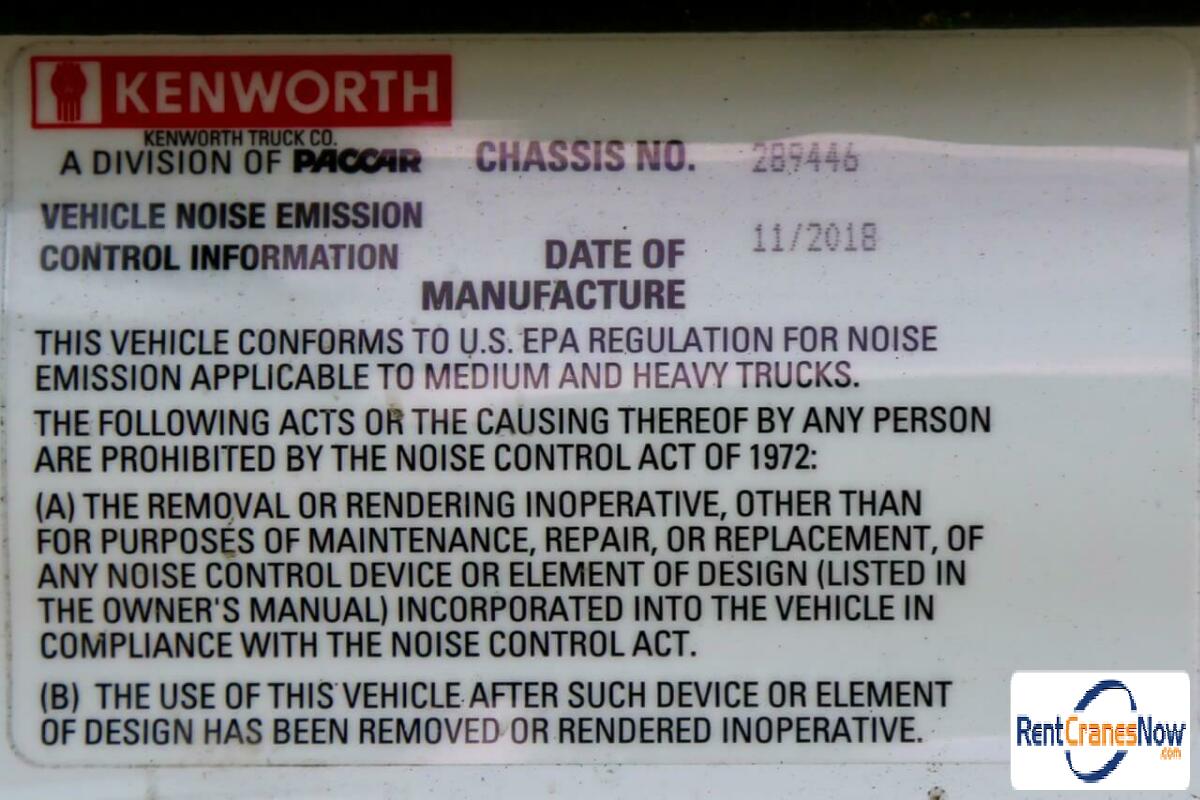 KENWORTH
KENWORTH TRUCK CO.
A DIVISION OF PACCAR
CHASSIS NO. 289446
VEHICLE NOISE EMISSION
CONTROL INFORMATION
DATE OF
MANUFACTURE
11/2018
THIS VEHICLE CONFORMS TO U.S. EPA REGULATION FOR NOISE
EMISSION APPLICABLE TO MEDIUM AND HEAVY TRUCKS.
THE FOLLOWING ACTS OR THE CAUSING THEREOF BY ANY PERSON
ARE PROHIBITED BY THE NOISE CONTROL ACT OF 1972:
(A) THE REMOVAL OR RENDERING INOPERATIVE, OTHER THAN
FOR PURPOSES OF MAINTENANCE, REPAIR, OR REPLACEMENT, OF
ANY NOISE CONTROL DEVICE OR ELEMENT OF DESIGN (LISTED IN
THE OWNER'S MANUAL) INCORPORATED INTO THE VEHICLE IN
COMPLIANCE WITH THE NOISE CONTROL ACT.
(B) THE USE OF THIS VEHICLE AFTER SUCH DEVICE OR ELEMENT
OF DESIGN HAS BEEN REMOVED OR RENDERED INOPERATIVE.
RentCranesNow
.com